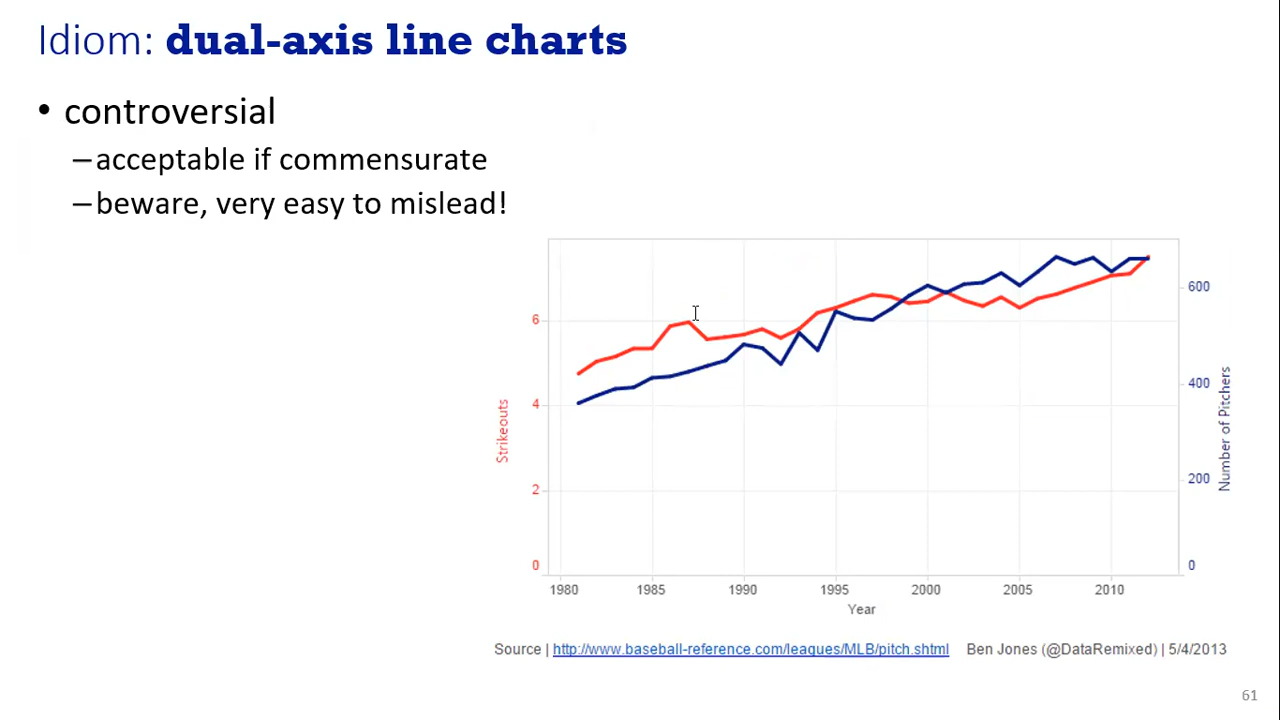 Idiom: dual-axis line charts
• controversial
–acceptable if commensurate
–beware, very easy to mislead!
6
4
2
0
Strikeouts
600
400
200
0
Number of Pitchers
1980 1985 1990 1995 2000 2005 2010
Year
Source | http://www.baseball-reference.com/leagues/MLB/pitch.shtml Ben Jones (@DataRemixed) | 5/4/2013
61